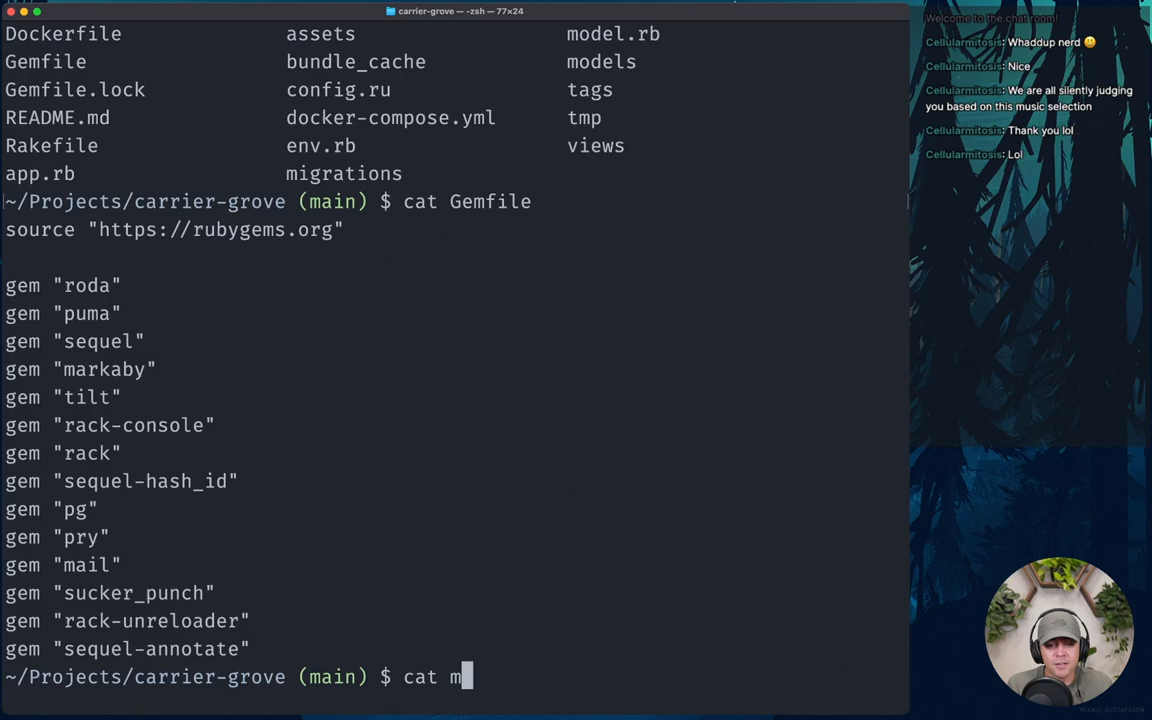 carrier-grove — -zsh — 77×24
Dockerfile assets model.rb
Gemfile bundle_cache models
Gemfile.lock config.ru tags
README.md docker-compose.yml tmp
Rakefile env.rb views
app.rb migrations
~/Projects/carrier-grove (main) $ cat Gemfile
source "https://rubygems.org"
gem "roda"
gem "puma"
gem "sequel"
gem "markaby"
gem "tilt"
gem "rack-console"
gem "rack"
gem "sequel-hash_id"
gem "pg"
gem "pry"
gem "mail"
gem "sucker_punch"
gem "rack-unreloader"
gem "sequel-annotate"
~/Projects/carrier-grove (main) $ cat m
Welcome to the chat room!
Cellularmitosis: Whaddup nerd 😃
Cellularmitosis: Nice
Cellularmitosis: We are all silently judging
you based on this music selection
Cellularmitosis: Thank you lol
Cellularmitosis: Lol
MIKAEL GUSTAFSSON